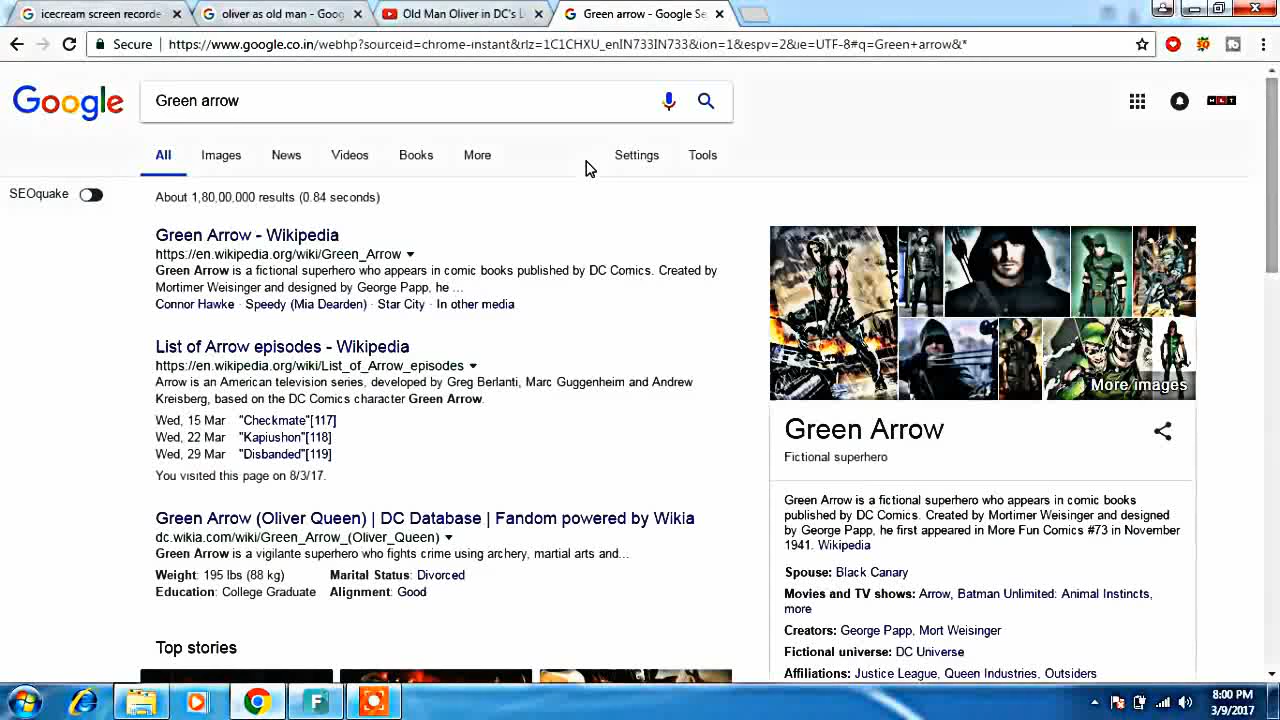 icecream screen recorde
oliver as old man - Goog
Old Man Oliver in DC's L
Green arrow - Google Se
Secure
https://www.google.co.in/webhp?sourceid=chrome-instant&rlz=1C1CHXU_enIN733IN733&ion=1&espv=2&ie=UTF-8#q=Green+arrow&*
Google
Green arrow
HLT
All Images News Videos Books More Settings Tools
SEOquake
About 1,80,00,000 results (0.84 seconds)
Green Arrow - Wikipedia
https://en.wikipedia.org/wiki/Green_Arrow
Green Arrow is a fictional superhero who appears in comic books published by DC Comics. Created by
Mortimer Weisinger and designed by George Papp, he ...
Connor Hawke · Speedy (Mia Dearden) · Star City · In other media
List of Arrow episodes - Wikipedia
https://en.wikipedia.org/wiki/List_of_Arrow_episodes
Arrow is an American television series, developed by Greg Berlanti, Marc Guggenheim and Andrew
Kreisberg, based on the DC Comics character Green Arrow.
Wed, 15 Mar "Checkmate"[117]
Wed, 22 Mar "Kapiushon"[118]
Wed, 29 Mar "Disbanded"[119]
You visited this page on 8/3/17.
Green Arrow (Oliver Queen) | DC Database | Fandom powered by Wikia
dc.wikia.com/wiki/Green_Arrow_(Oliver_Queen)
Green Arrow is a vigilante superhero who fights crime using archery, martial arts and...
Weight: 195 lbs (88 kg) Marital Status: Divorced
Education: College Graduate Alignment: Good
Top stories
More images
Green Arrow
Fictional superhero
Green Arrow is a fictional superhero who appears in comic books
published by DC Comics. Created by Mortimer Weisinger and designed
by George Papp, he first appeared in More Fun Comics #73 in November
1941. Wikipedia
Spouse: Black Canary
Movies and TV shows: Arrow, Batman Unlimited: Animal Instincts,
more
Creators: George Papp, Mort Weisinger
Fictional universe: DC Universe
Affiliations: Justice League, Queen Industries, Outsiders
8:00 PM
3/9/2017